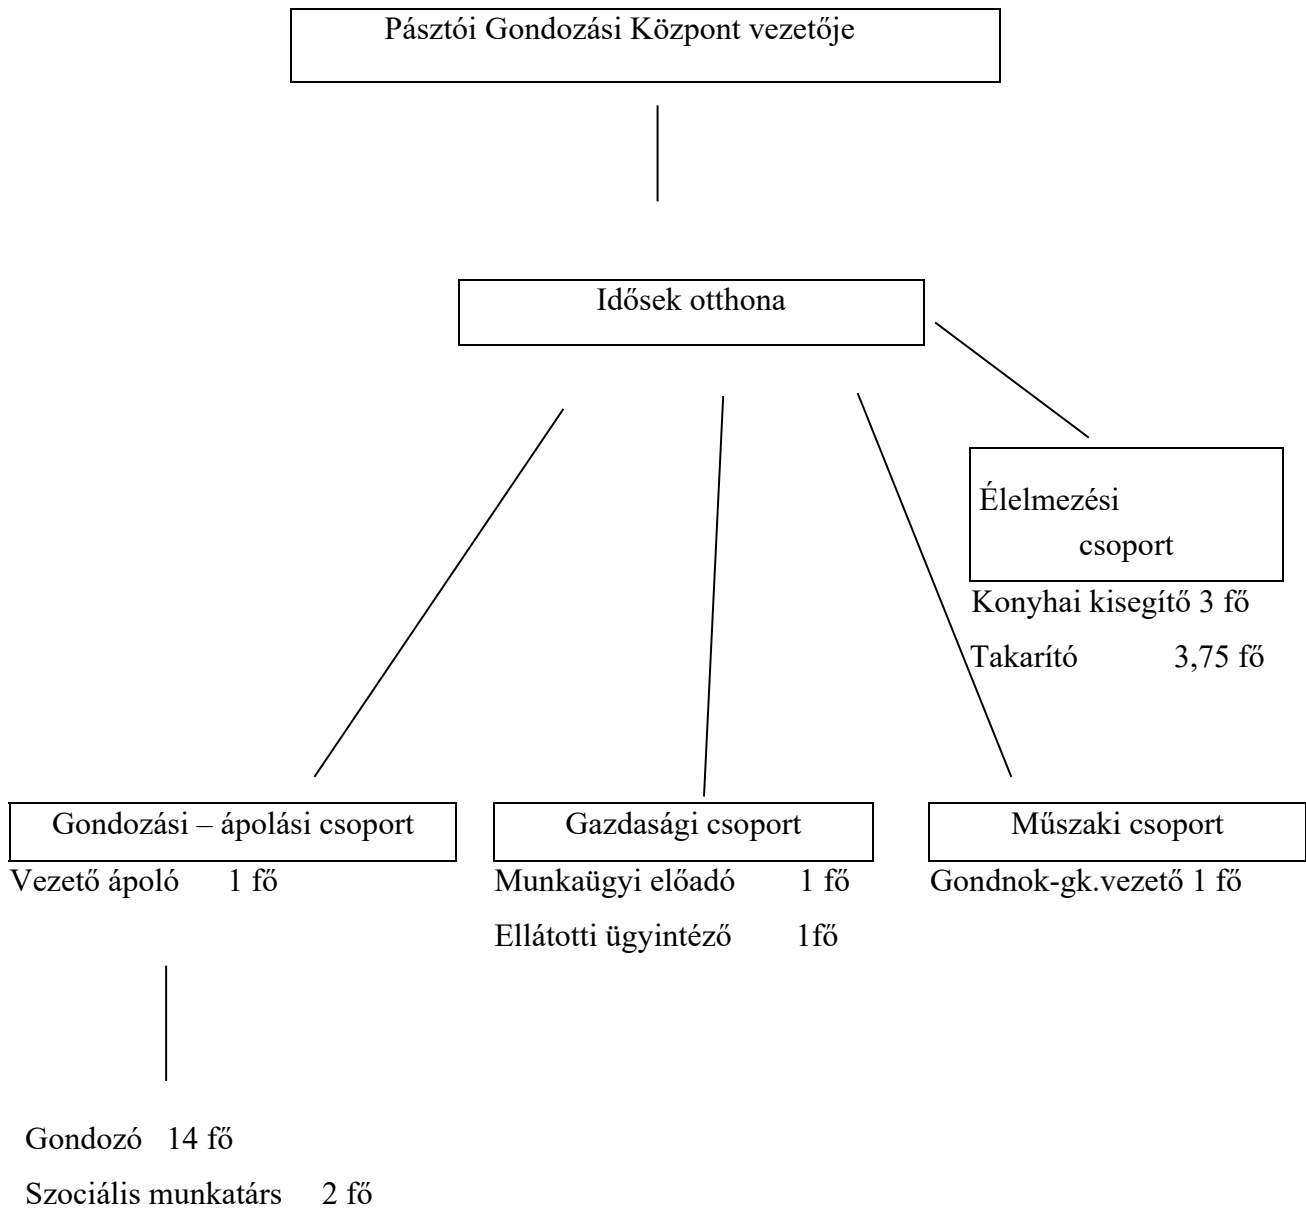 Pásztói Gondozási Központ vezetője
Idősek otthona
Élelmezési
csoport
Konyhai kisegítő 3 fő
Takarító 3,75 fő
Gondozási – ápolási csoport
Vezető ápoló 1 fő
Gazdasági csoport
Munkaügyi előadó 1 fő
Ellátotti ügyintéző 1fő
Műszaki csoport
Gondnok-gk.vezető 1 fő
Gondozó 14 fő
Szociális munkatárs 2 fő